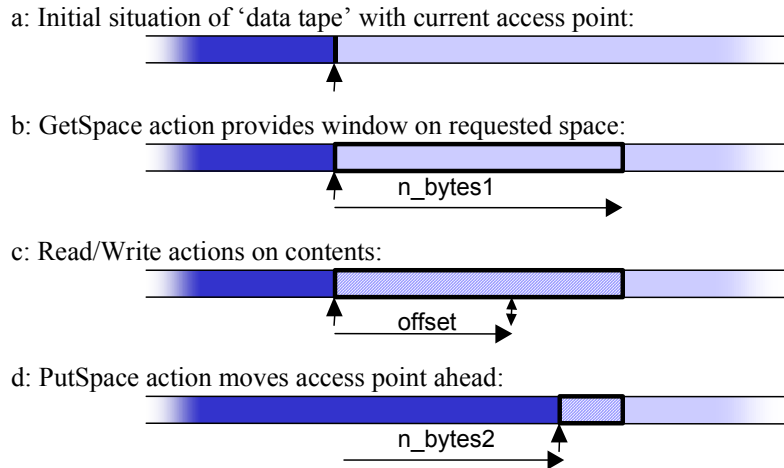 a: Initial situation of ‘data tape’ with current access point:
b: GetSpace action provides window on requested space:
n_bytes1
c: Read/Write actions on contents:
offset
d: PutSpace action moves access point ahead:
n_bytes2